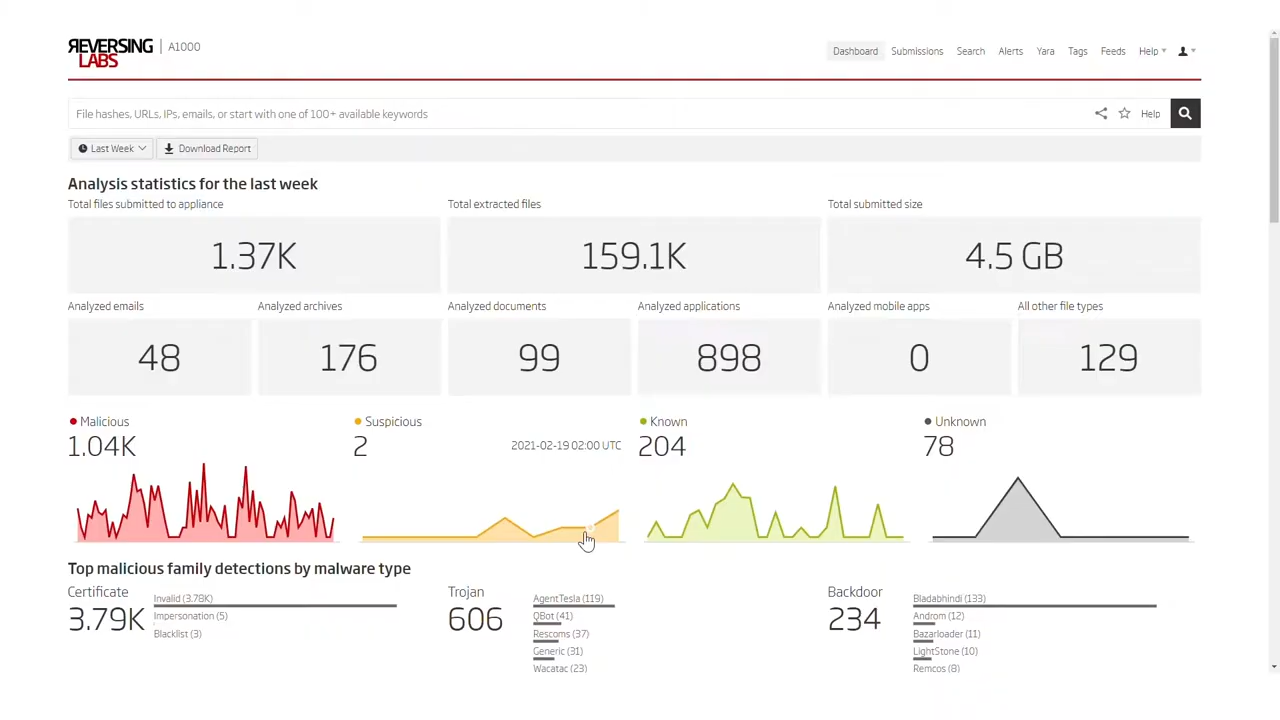 REVERSING
LABS
A1000
Dashboard Submissions Search Alerts Yara Tags Feeds Help
File hashes, URLs, IPs, emails, or start with one of 100+ available keywords
Help
Last Week Download Report
Analysis statistics for the last week
Total files submitted to appliance Total extracted files Total submitted size
1.37K 159.1K 4.5 GB
Analyzed emails Analyzed archives Analyzed documents Analyzed applications Analyzed mobile apps All other file types
48 176 99 898 0 129
Malicious Suspicious Known Unknown
1.04K 2 2021-02-19 02:00 UTC 204 78
Top malicious family detections by malware type
Certificate
3.79K
Invalid (3.78K)
Impersonation (5)
Blacklist (3)
Trojan
606
AgentTesla (119)
QBot (41)
Rescoms (37)
Generic (31)
Wacatac (23)
Backdoor
234
Bladabhindi (133)
Androm (12)
Bazarloader (11)
LightStone (10)
Remcos (8)